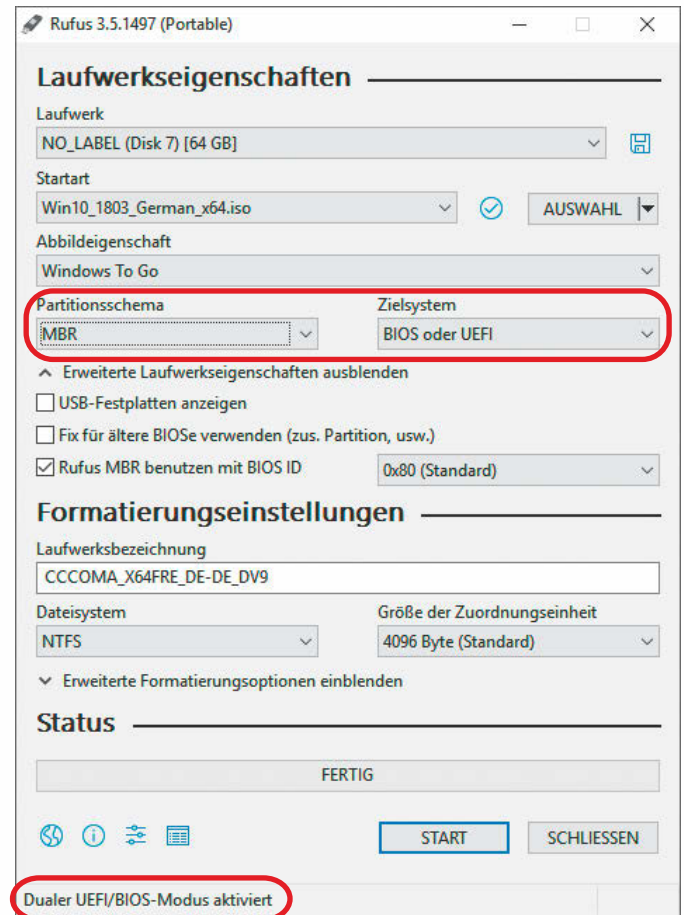 Rufus 3.5.1497 (Portable)
Laufwerkseigenschaften
Laufwerk
NO_LABEL (Disk 7) [64 GB]
Startart
Win10_1803_German_x64.iso
AUSWAHL
Abbildeigenschaft
Windows To Go
Partitionsschema Zielsystem
MBR BIOS oder UEFI
Erweiterte Laufwerkseigenschaften ausblenden
USB-Festplatten anzeigen
Fix für ältere BIOSe verwenden (zus. Partition, usw.)
Rufus MBR benutzen mit BIOS ID 0x80 (Standard)
Formatierungseinstellungen
Laufwerksbezeichnung
CCCOMA_X64FRE_DE-DE_DV9
Dateisystem Größe der Zuordnungseinheit
NTFS 4096 Byte (Standard)
Erweiterte Formatierungsoptionen einblenden
Status
FERTIG
START SCHLIESSEN
Dualer UEFI/BIOS-Modus aktiviert